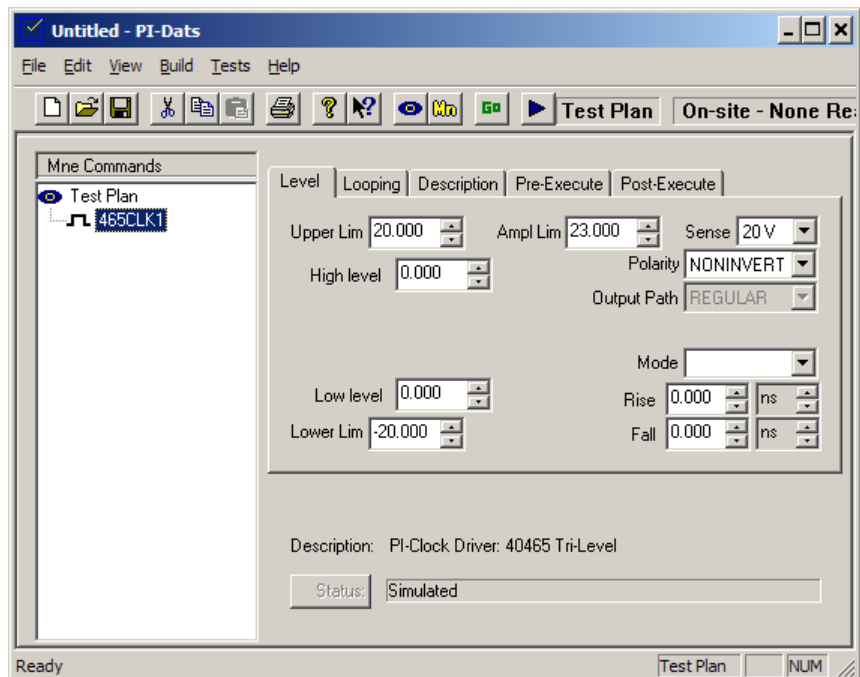 Untitled - PI-Dats
File Edit View Build Tests Help
Mn Go Test Plan On-site - None Re
Mne Commands
Test Plan
465CLK1
Level Looping Description Pre-Execute Post-Execute
Upper Lim 20.000 Ampl Lim 23.000 Sense 20 V
High level 0.000 Polarity NONINVERT
Output Path REGULAR
Mode
Low level 0.000 Rise 0.000 ns
Lower Lim -20.000 Fall 0.000 ns
Description: PI-Clock Driver: 40465 Tri-Level
Status: Simulated
Ready Test Plan NUM